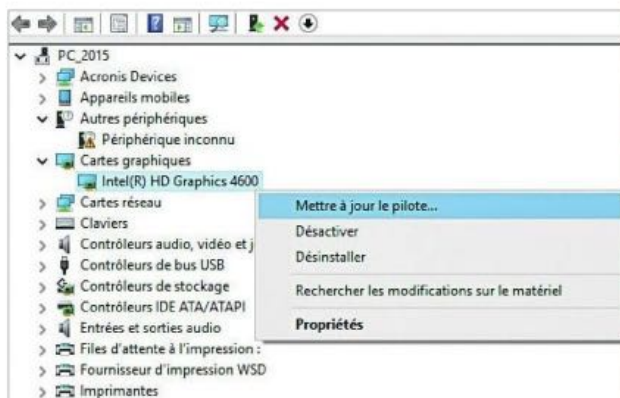 PC_2015
Acronis Devices
Appareils mobiles
Autres périphériques
Périphérique inconnu
Cartes graphiques
Intel(R) HD Graphics 4600
Cartes réseau
Claviers
Contrôleurs audio, vidéo et j
Contrôleurs de bus USB
Contrôleurs de stockage
Contrôleurs IDE ATA/ATAPI
Entrées et sorties audio
Files d'attente à l'impression :
Fournisseur d'impression WSD
Imprimantes
Mettre à jour le pilote...
Désactiver
Désinstaller
Rechercher les modifications sur le matériel
Propriétés